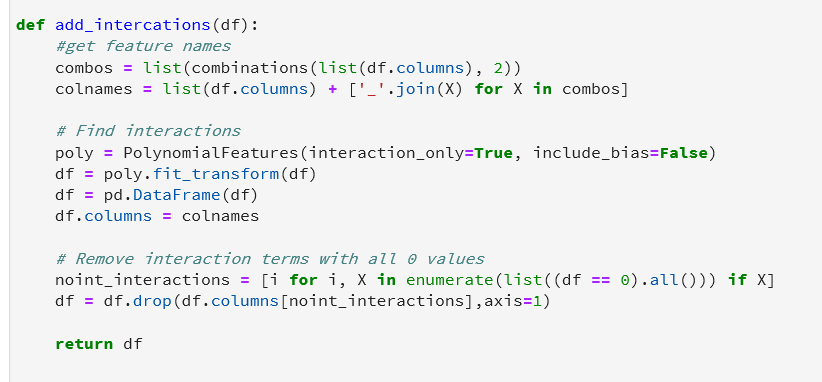 def add_intercations(df):
    #get feature names
    combos = list(combinations(list(df.columns), 2))
    colnames = list(df.columns) + ['_'.join(X) for X in combos]

    # Find interactions
    poly = PolynomialFeatures(interaction_only=True, include_bias=False)
    df = poly.fit_transform(df)
    df = pd.DataFrame(df)
    df.columns = colnames

    # Remove interaction terms with all 0 values
    noint_interactions = [i for i, X in enumerate(list((df == 0).all())) if X]
    df = df.drop(df.columns[noint_interactions],axis=1)

    return df